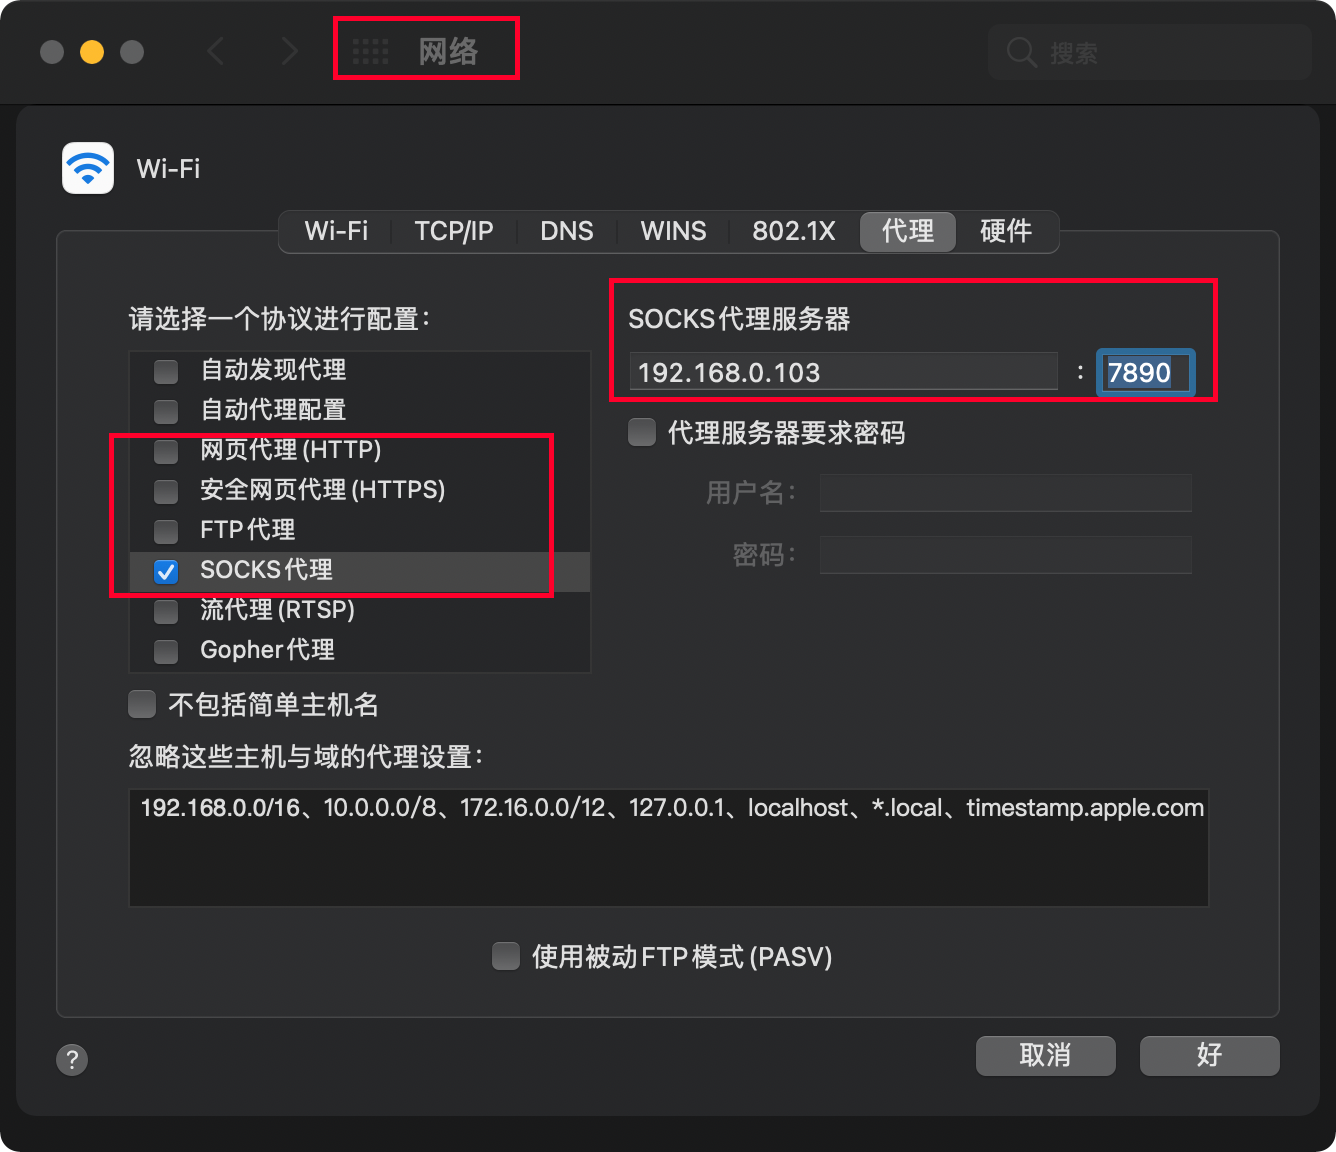 网络
搜索
Wi-Fi
Wi-Fi TCP/IP DNS WINS 802.1X 代理 硬件
请选择一个协议进行配置：
自动发现代理
自动代理配置
网页代理(HTTP)
安全网页代理(HTTPS)
FTP代理
SOCKS代理
流代理(RTSP)
Gopher代理
SOCKS代理服务器
192.168.0.103 : 7890
代理服务器要求密码
用户名：
密码：
不包括简单主机名
忽略这些主机与域的代理设置：
192.168.0.0/16、10.0.0.0/8、172.16.0.0/12、127.0.0.1、localhost、*.local、timestamp.apple.com
使用被动FTP模式(PASV)
?
取消 好